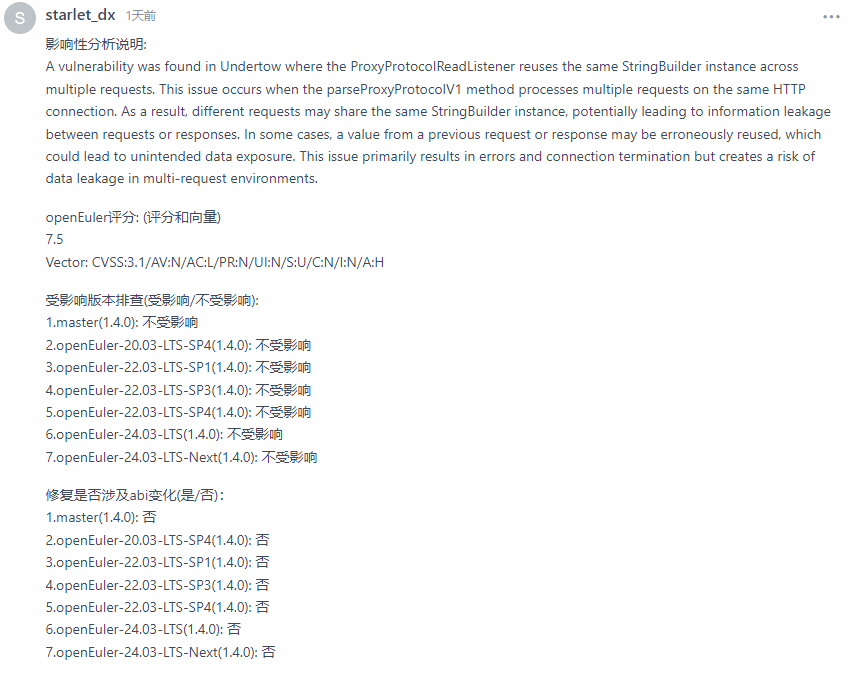 S
starlet_dx 1天前
影响性分析说明:
A vulnerability was found in Undertow where the ProxyProtocolReadListener reuses the same StringBuilder instance across
multiple requests. This issue occurs when the parseProxyProtocolV1 method processes multiple requests on the same HTTP
connection. As a result, different requests may share the same StringBuilder instance, potentially leading to information leakage
between requests or responses. In some cases, a value from a previous request or response may be erroneously reused, which
could lead to unintended data exposure. This issue primarily results in errors and connection termination but creates a risk of
data leakage in multi-request environments.
openEuler评分: (评分和向量)
7.5
Vector: CVSS:3.1/AV:N/AC:L/PR:N/UI:N/S:U/C:N/I:N/A:H
受影响版本排查(受影响/不受影响):
1.master(1.4.0): 不受影响
2.openEuler-20.03-LTS-SP4(1.4.0): 不受影响
3.openEuler-22.03-LTS-SP1(1.4.0): 不受影响
4.openEuler-22.03-LTS-SP3(1.4.0): 不受影响
5.openEuler-22.03-LTS-SP4(1.4.0): 不受影响
6.openEuler-24.03-LTS(1.4.0): 不受影响
7.openEuler-24.03-LTS-Next(1.4.0): 不受影响
修复是否涉及abi变化(是/否):
1.master(1.4.0): 否
2.openEuler-20.03-LTS-SP4(1.4.0): 否
3.openEuler-22.03-LTS-SP1(1.4.0): 否
4.openEuler-22.03-LTS-SP3(1.4.0): 否
5.openEuler-22.03-LTS-SP4(1.4.0): 否
6.openEuler-24.03-LTS(1.4.0): 否
7.openEuler-24.03-LTS-Next(1.4.0): 否